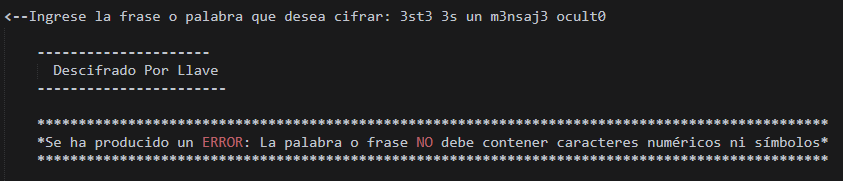 <--Ingrese la frase o palabra que desea cifrar: 3st3 3s un m3nsaj3 ocult0
---------------------
Descifrado Por Llave
-----------------------
************************************************************************************************
*Se ha producido un ERROR: La palabra o frase NO debe contener caracteres numéricos ni símbolos*
************************************************************************************************